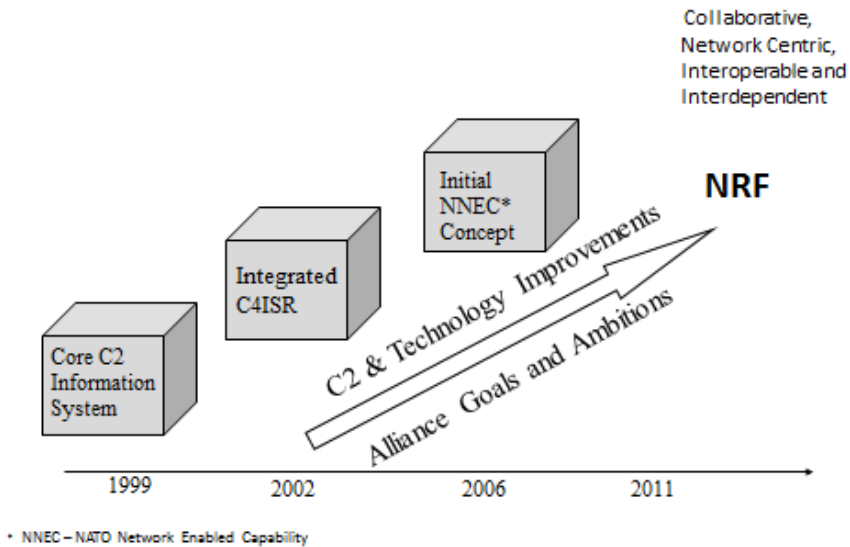 Collaborative,
Network Centric,
Interoperable and
Interdependent
NRF
Initial
NNEC*
Concept
Integrated
C4ISR
Core C2
Information
System
C2 & Technology Improvements
Alliance Goals and Ambitions
1999
2002
2006
2011
* NNEC – NATO Network Enabled Capability